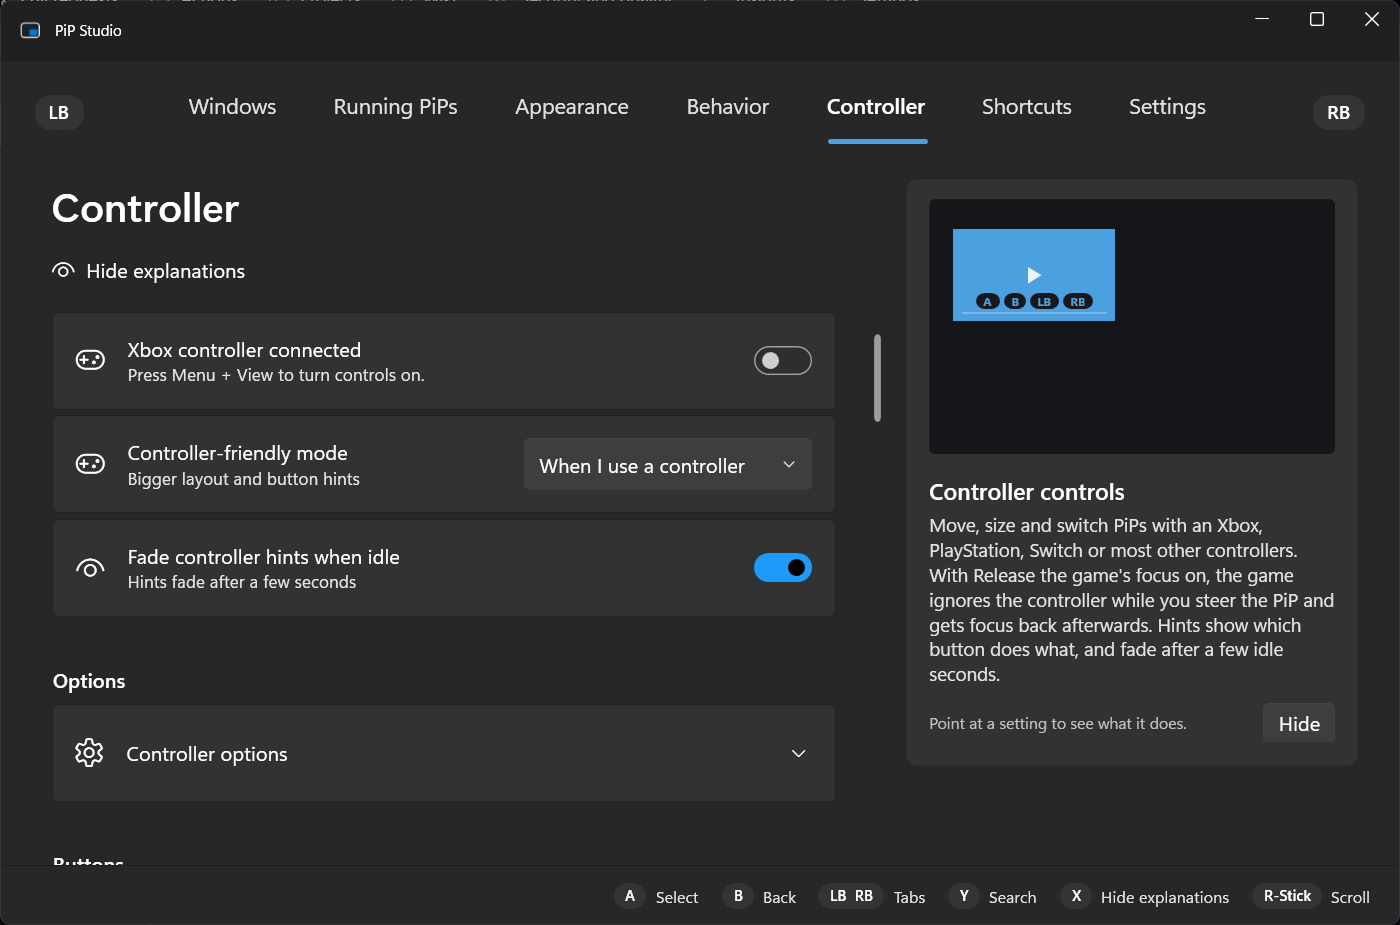 PiP Studio
LB
Windows
Running PiPs
Appearance
Behavior
Controller
Shortcuts
Settings
RB
Controller
Hide explanations
Xbox controller connected
Press Menu + View to turn controls on.
Controller-friendly mode
Bigger layout and button hints
When I use a controller
Fade controller hints when idle
Hints fade after a few seconds
Options
Controller options
Buttons
A B LB RB
Controller controls
Move, size and switch PiPs with an Xbox,
PlayStation, Switch or most other controllers.
With Release the game's focus on, the game
ignores the controller while you steer the PiP and
gets focus back afterwards. Hints show which
button does what, and fade after a few idle
seconds.
Point at a setting to see what it does.
Hide
A Select B Back LB RB Tabs Y Search X Hide explanations R-Stick Scroll